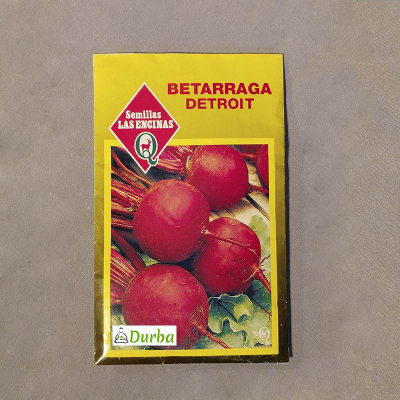 BETARRAGA
DETROIT
Semillas
LAS ENCINAS
Durba